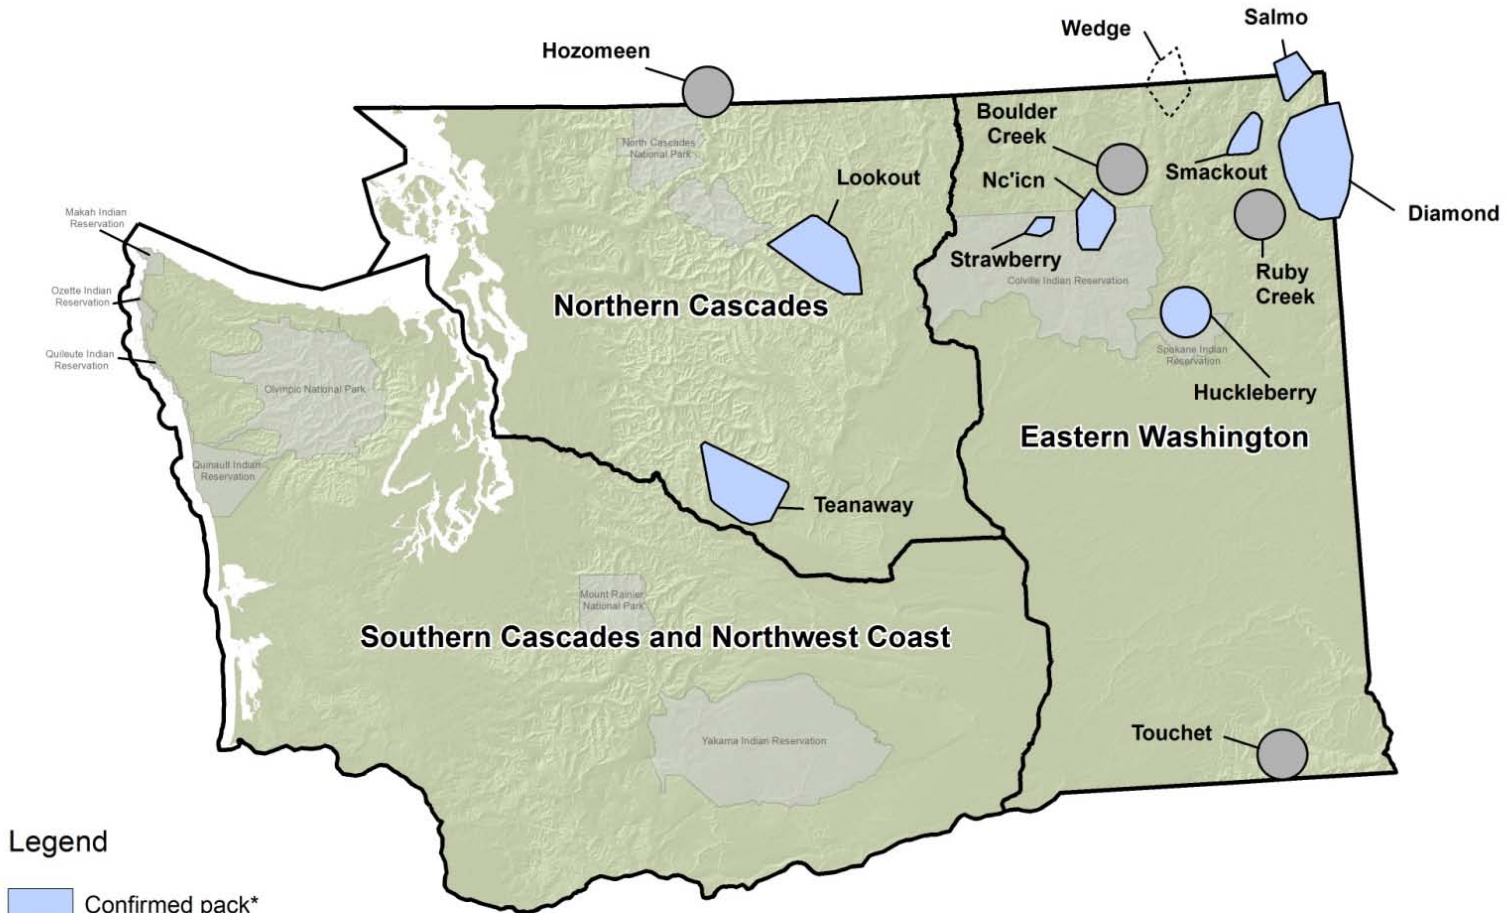 Salmo
Wedge
Hozomeen
Boulder
Creek
North Cascades
National Park
Smackout
Lookout
Nc'icn
Diamond
Makah Indian
Reservation
Strawberry
Ruby
Creek
Colville Indian Reservation
Ozette Indian
Reservation
Northern Cascades
Quileute Indian
Reservation
Spokane Indian
Reservation
Olympic National Park
Huckleberry
Eastern Washington
Quinault Indian
Reservation
Teanaway
Mount Rainier
National Park
Southern Cascades and Northwest Coast
Touchet
Yakama Indian Reservation
Legend
Confirmed pack*